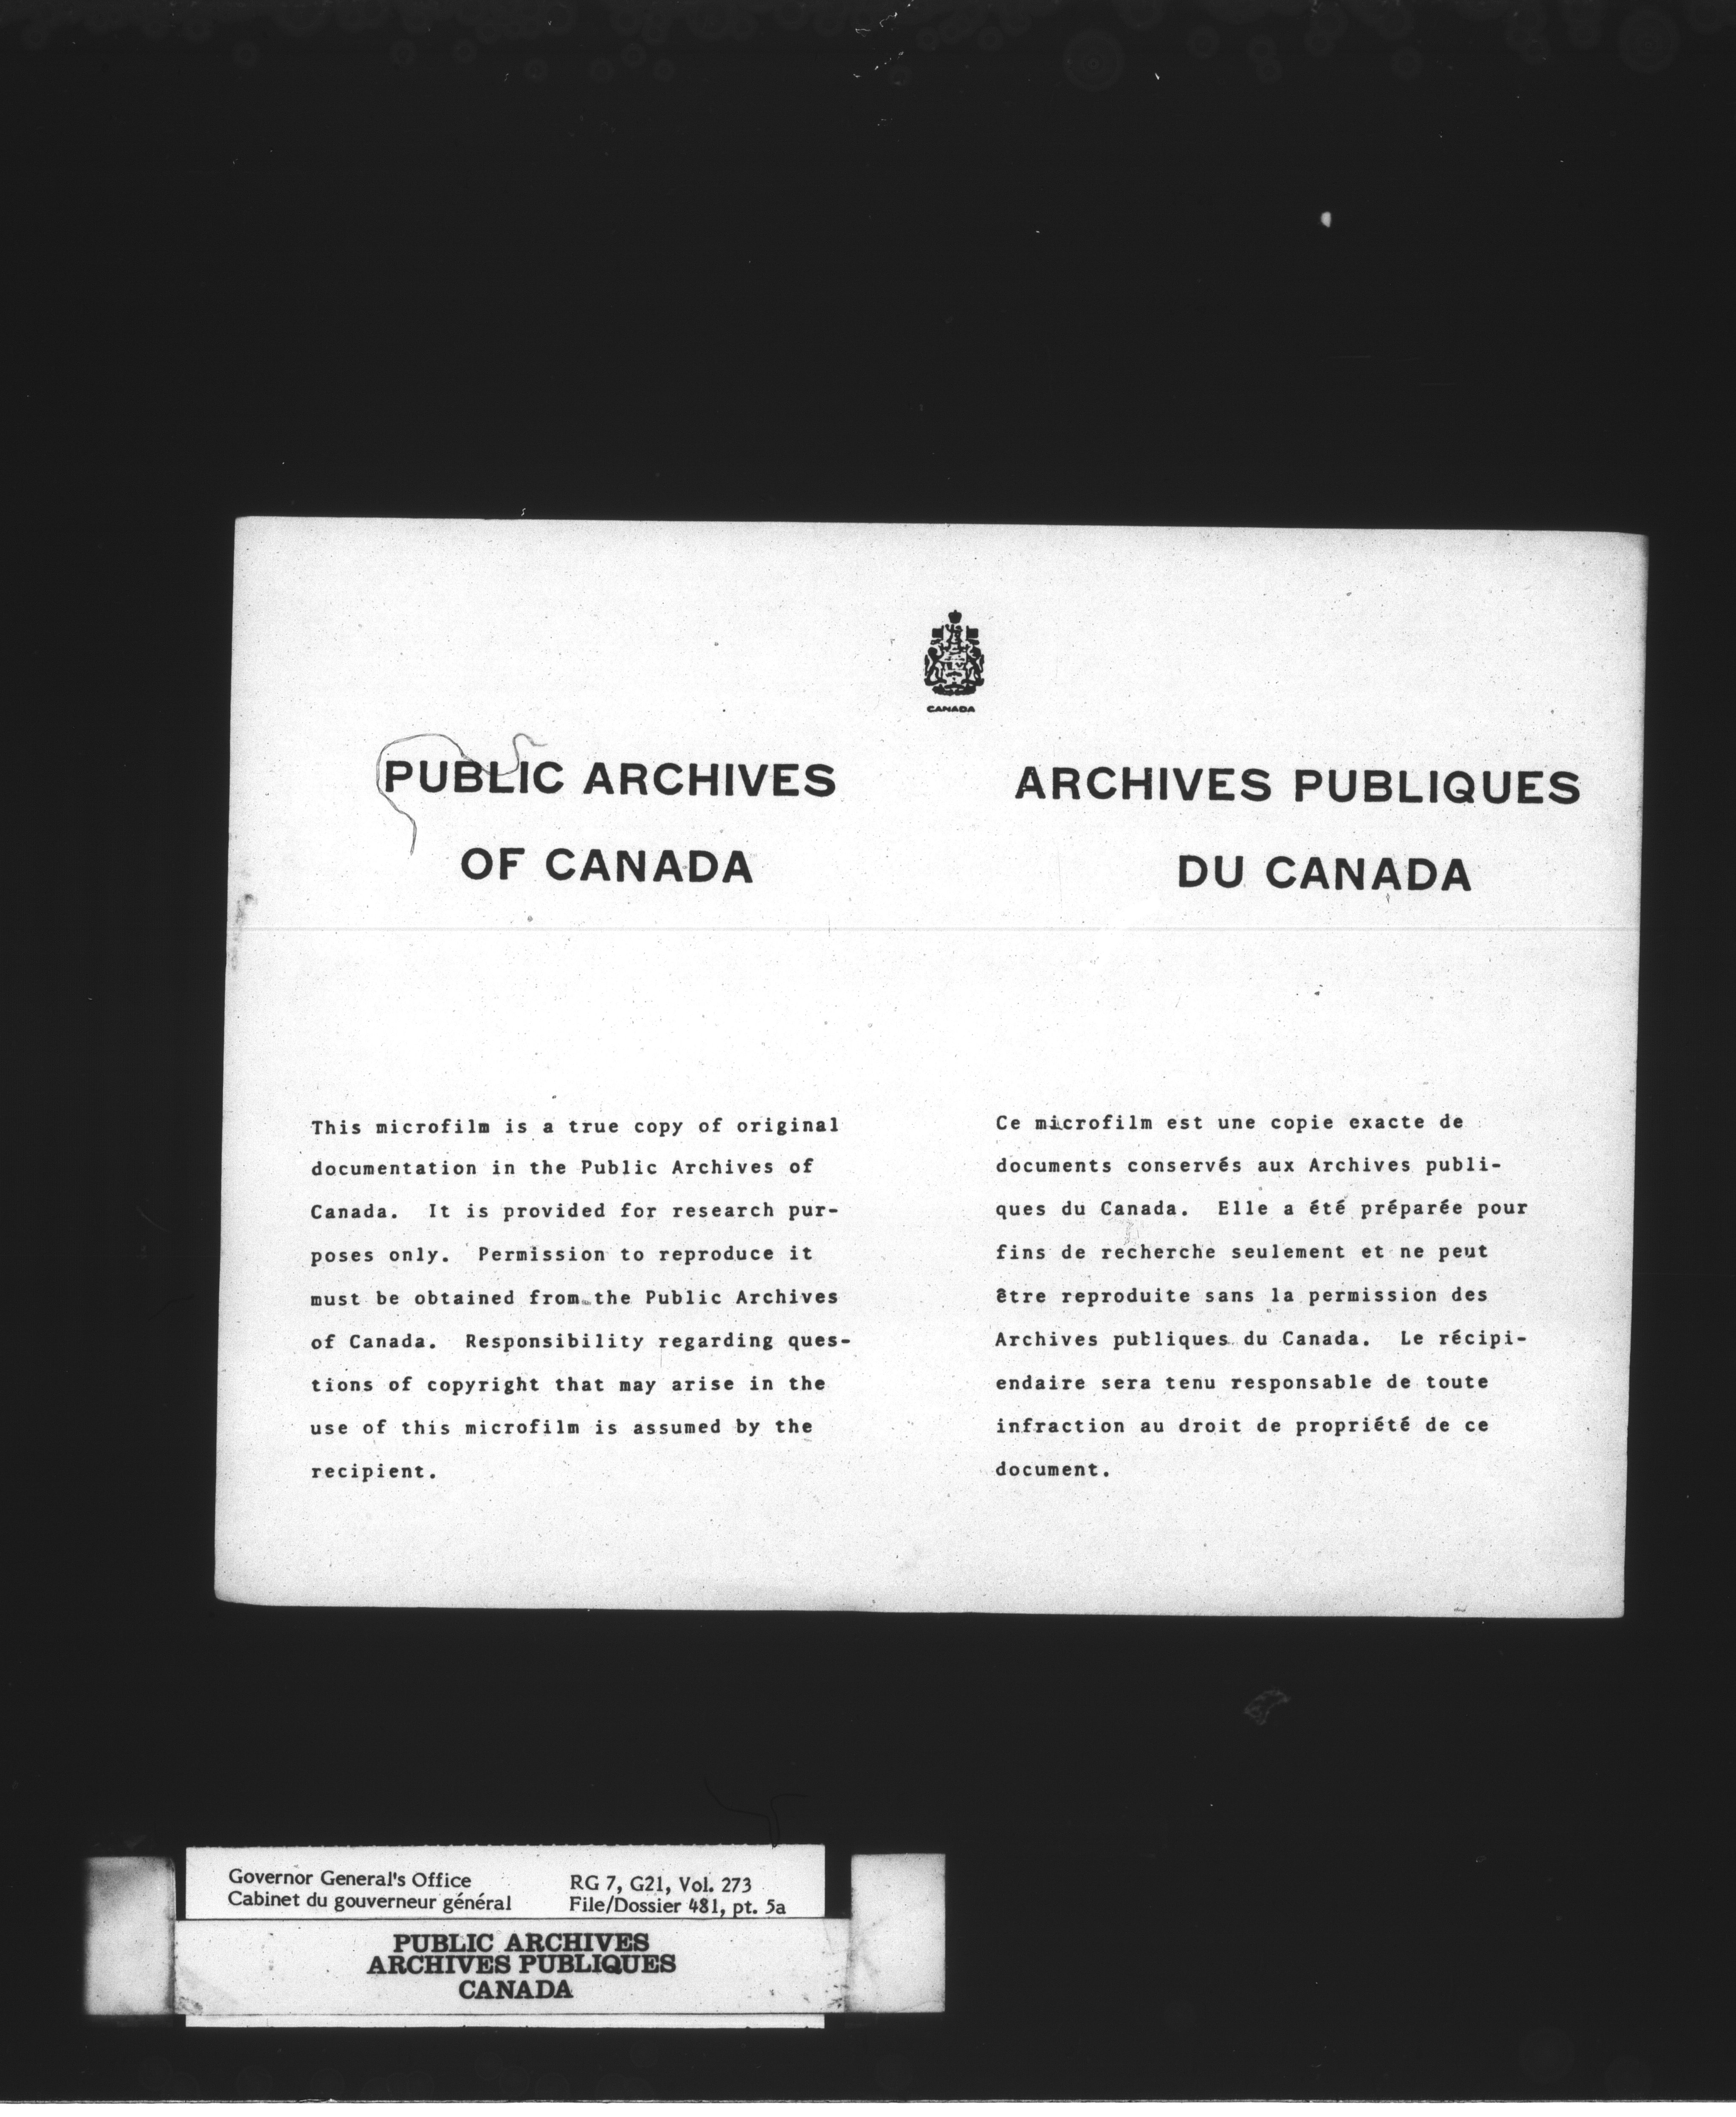 CANADA
PUBLIC ARCHIVES
OF CANADA
ARCHIVES PUBLIQUES
DU CANADA
This microfilm is a true copy of original
documentation in the Public Archives of
Canada. It is provided for research pur-
poses only. Permission to reproduce it
must be obtained from the Public Archives
of Canada. Responsibility regarding ques-
tions of copyright that may arise in the
use of this microfilm is assumed by the
recipient.
Ce microfilm est une copie exacte de
documents conservés aux Archives publi-
ques du Canada. Elle a été préparée pour
fins de recherche seulement et ne peut
être reproduite sans la permission des
Archives publiques du Canada. Le récipi-
endaire sera tenu responsable de toute
infraction au droit de propriété de ce
document.
Governor General's Office
Cabinet du gouverneur général
RG 7, G21, Vol. 273
File/Dossier 481, pt. 5a
PUBLIC ARCHIVES
ARCHIVES PUBLIQUES
CANADA